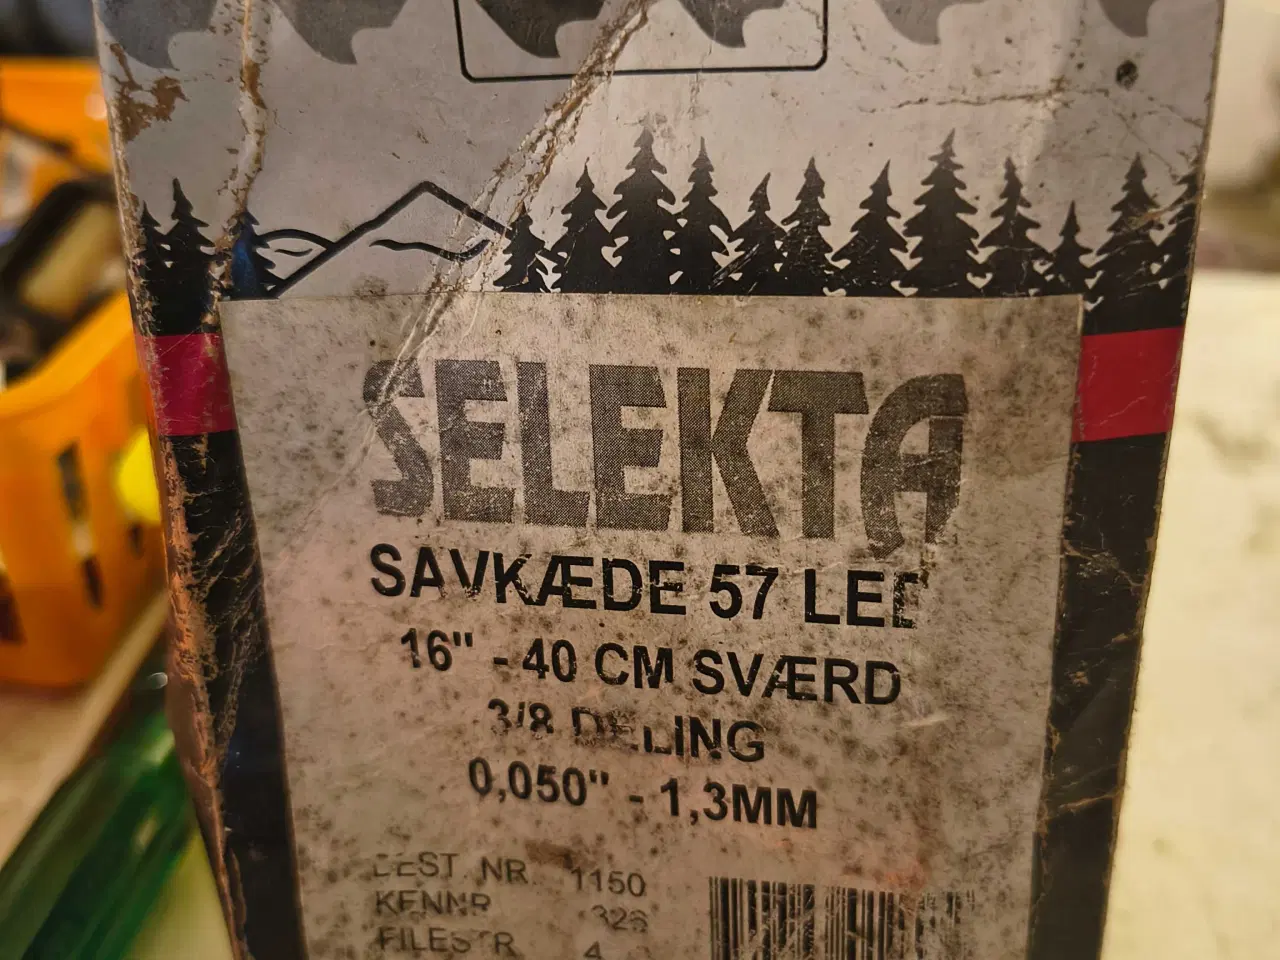 SELEKTA
SAVKÆDE 57 LED
16" - 40 CM SVÆRD
3/8 DELING
0,050" - 1,3MM
BEST. NR. 1150
KENNR 326